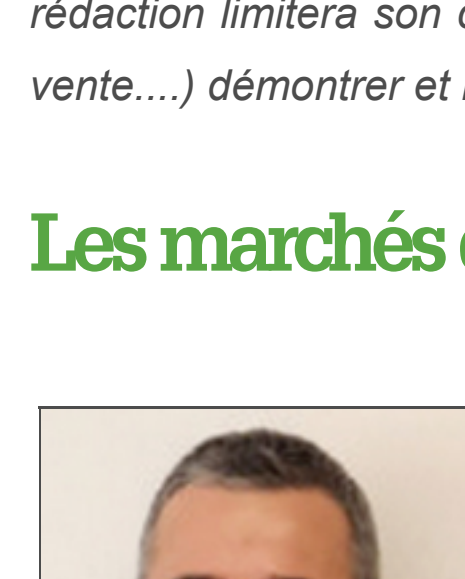 rédaction limitera son
vente....) démontrer et
Les marchés